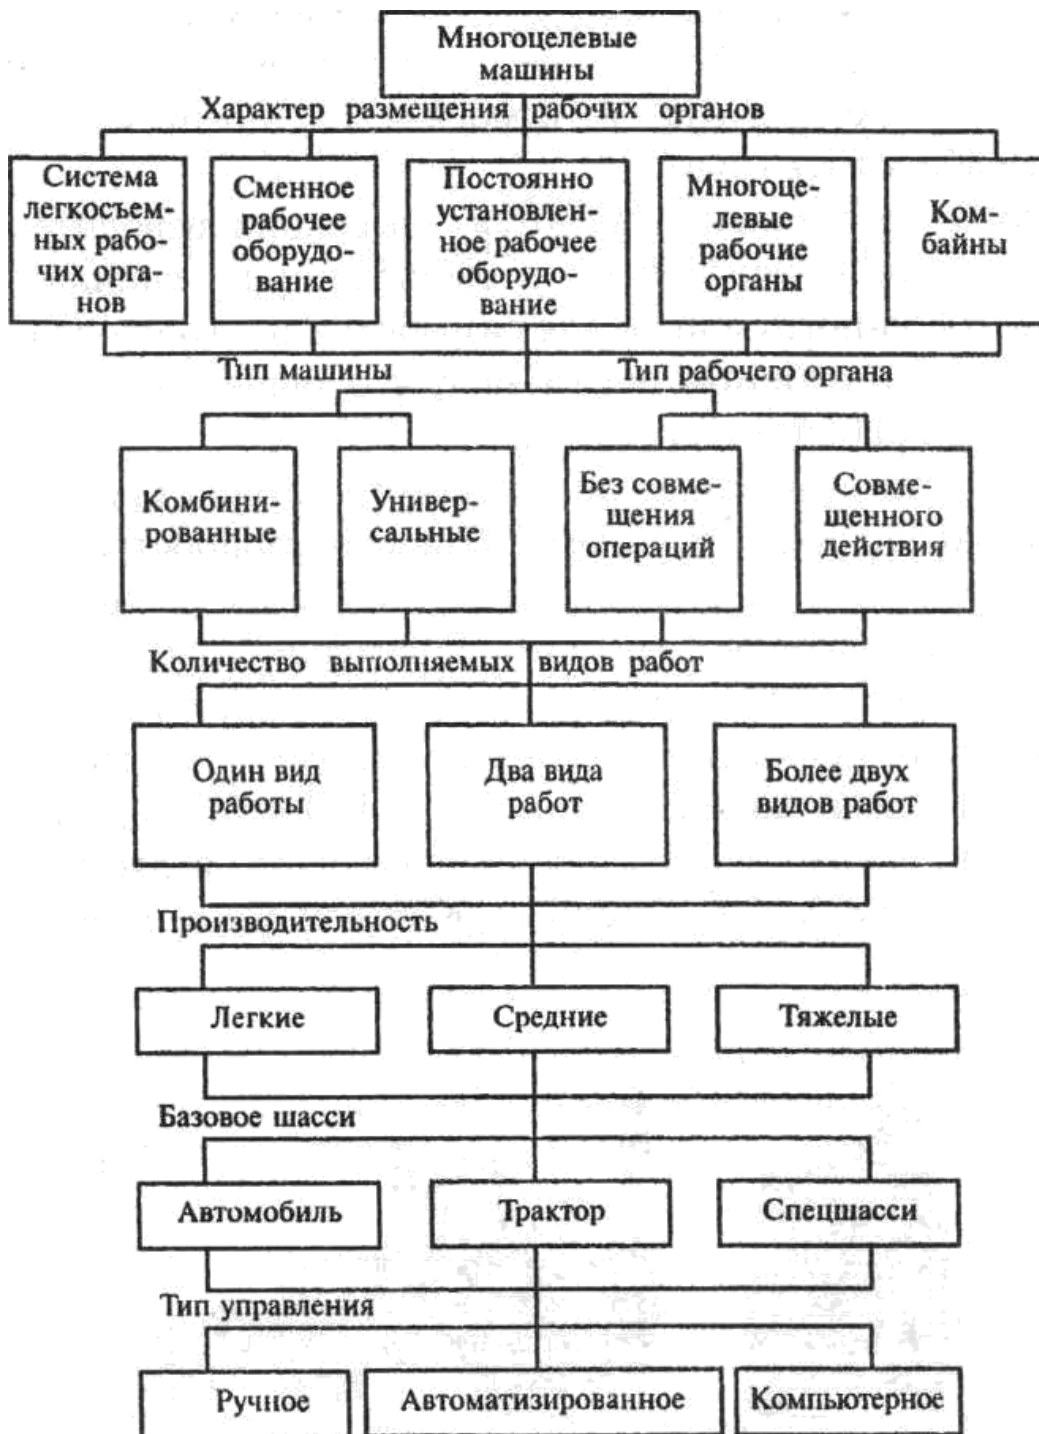 Многоцелевые
машины
Характер размещения рабочих органов
Система
легкосъем-
ных рабо-
чих орга-
нов
Сменное
рабочее
оборудо-
вание
Постоянно
установлен-
ное рабочее
оборудо-
вание
Многоце-
левые
рабочие
органы
Ком-
байны
Тип машины
Тип рабочего органа
Комбини-
рованные
Универ-
сальные
Без совме-
щения
операций
Совме-
щенного
действия
Количество выполняемых видов работ
Один вид
работы
Два вида
работ
Более двух
видов работ
Производительность
Легкие
Средние
Тяжелые
Базовое шасси
Автомобиль
Трактор
Спецшасси
Тип управления
Ручное
Автоматизированное
Компьютерное